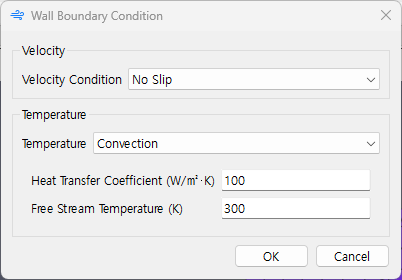 Wall Boundary Condition
Velocity
Velocity Condition No Slip
Temperature
Temperature Convection
Heat Transfer Coefficient (W/㎡·K) 100
Free Stream Temperature (K) 300
OK Cancel